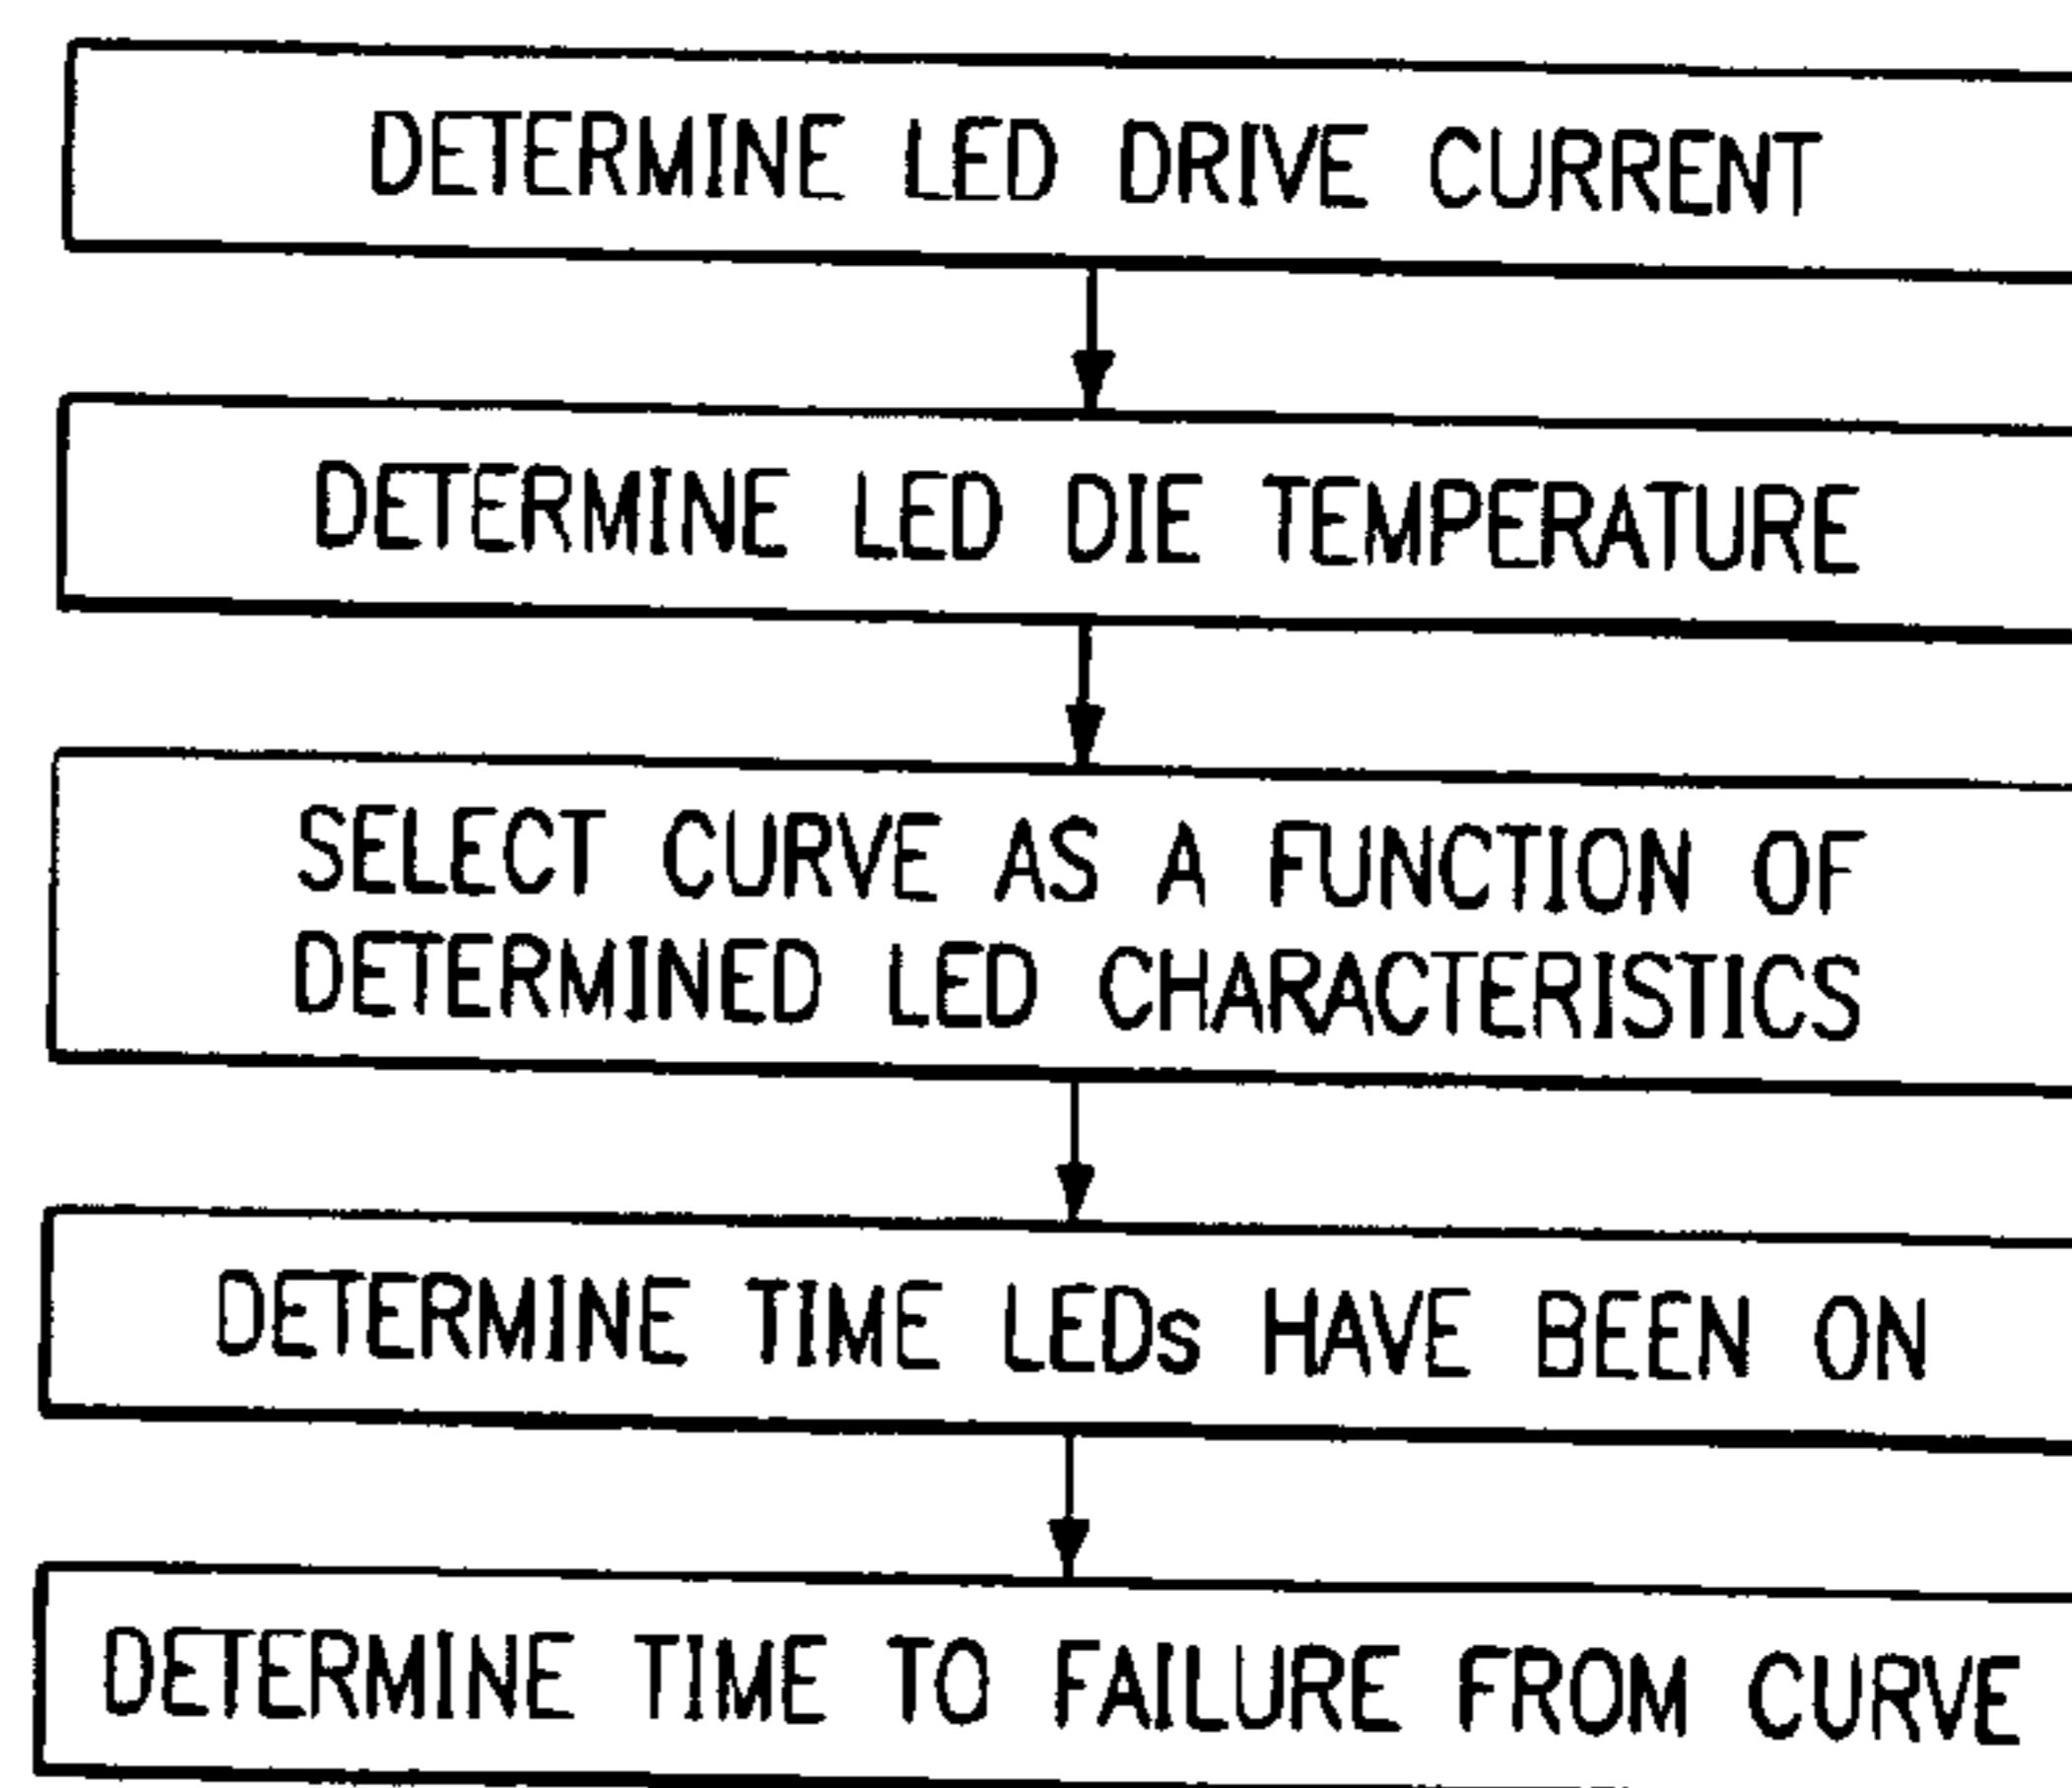 DETERMINE LED DRIVE CURRENT
DETERMINE LED DIE TEMPERATURE
SELECT CURVE AS A FUNCTION OF
DETERMINED LED CHARACTERISTICS
DETERMINE TIME LEDs HAVE BEEN ON
DETERMINE TIME TO FAILURE FROM CURVE